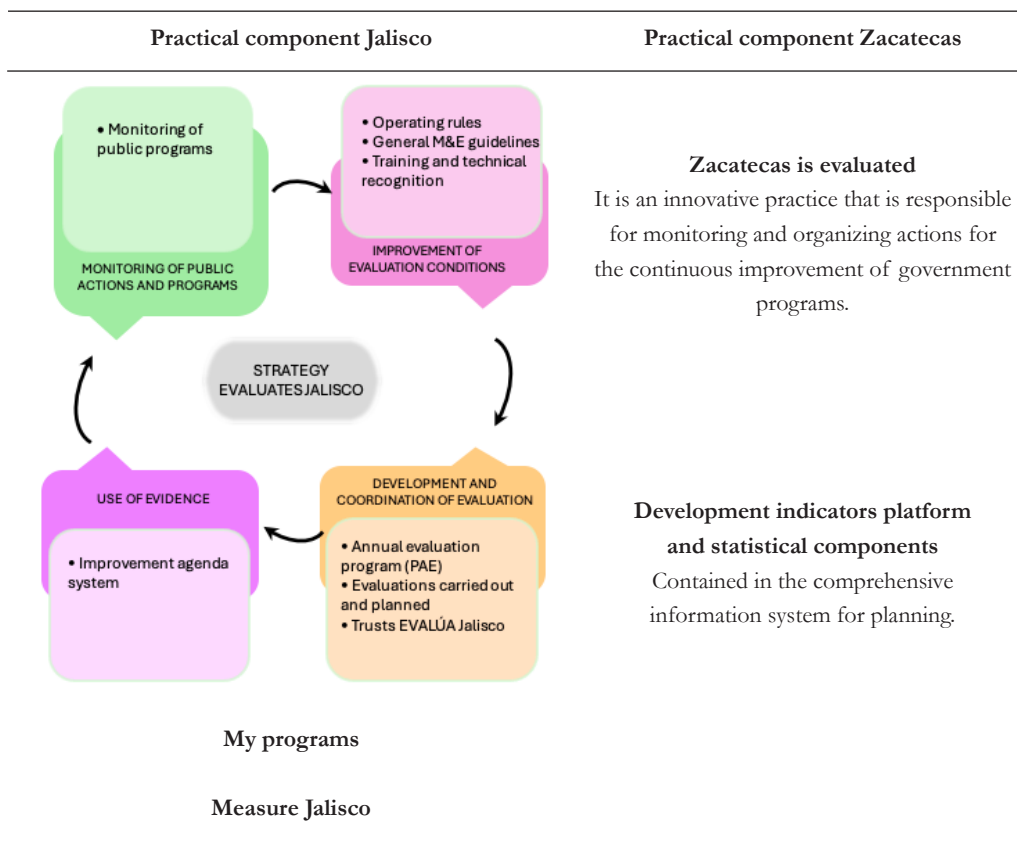 Practical component Jalisco
Practical component Zacatecas
• Monitoring of
public programs
MONITORING OF PUBLIC
ACTIONS AND PROGRAMS
• Operating rules
• General M&E guidelines
• Training and technical
recognition
IMPROVEMENT OF
EVALUATION CONDITIONS
STRATEGY
EVALUATESJALISCO
USE OF EVIDENCE
• Improvement agenda
system
DEVELOPMENT AND
COORDINATION OF EVALUATION
• Annual evaluation
program (PAE)
• Evaluations carried out
and planned
• Trusts EVALÚA Jalisco
My programs
Measure Jalisco
Zacatecas is evaluated
It is an innovative practice that is responsible
for monitoring and organizing actions for
the continuous improvement of government
programs.
Development indicators platform
and statistical components
Contained in the comprehensive
information system for planning.